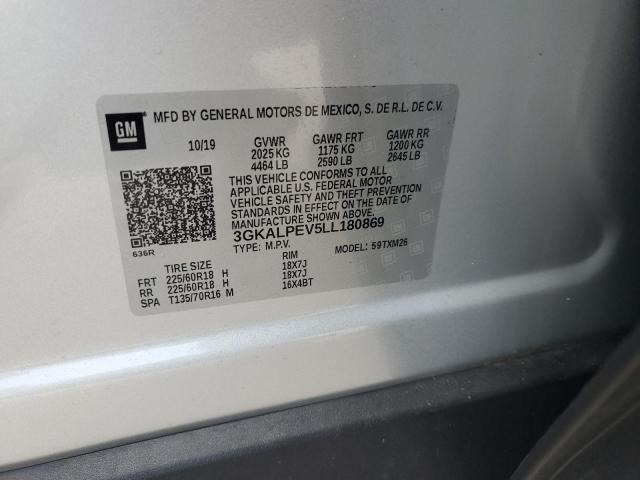 GM
MFD BY GENERAL MOTORS DE MEXICO, S. DE R.L. DE C.V.
10/19 GVWR GAWR FRT GAWR RR
2025 KG 1175 KG 1200 KG
4464 LB 2590 LB 2645 LB
THIS VEHICLE CONFORMS TO ALL
APPLICABLE U.S. FEDERAL MOTOR
VEHICLE SAFETY AND THEFT PREVENTION
STANDARDS IN EFFECT ON THE DATE OF
MANUFACTURE SHOWN ABOVE.
3GKALPEV5LL180869
636R TYPE: M.P.V. MODEL: 59TXM26
TIRE SIZE RIM
FRT 225/60R18 H 18X7J
RR 225/60R18 H 18X7J
SPA T135/70R16 M 16X4BT